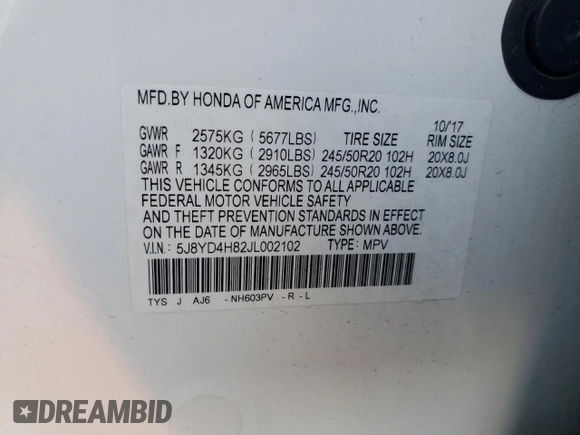 MFD.BY HONDA OF AMERICA MFG.,INC.
10/'17
GVWR 2575KG ( 5677LBS) TIRE SIZE RIM SIZE
GAWR F 1320KG ( 2910LBS) 245/50R20 102H 20X8.0J
GAWR R 1345KG ( 2965LBS) 245/50R20 102H 20X8.0J
THIS VEHICLE CONFORMS TO ALL APPLICABLE
FEDERAL MOTOR VEHICLE SAFETY
AND THEFT PREVENTION STANDARDS IN EFFECT
ON THE DATE OF MANUFACTURE SHOWN ABOVE.
V.I.N.: 5J8YD4H82JL002102 TYPE: MPV
TYS J AJ6 -NH603PV -R -L
DREAMBID